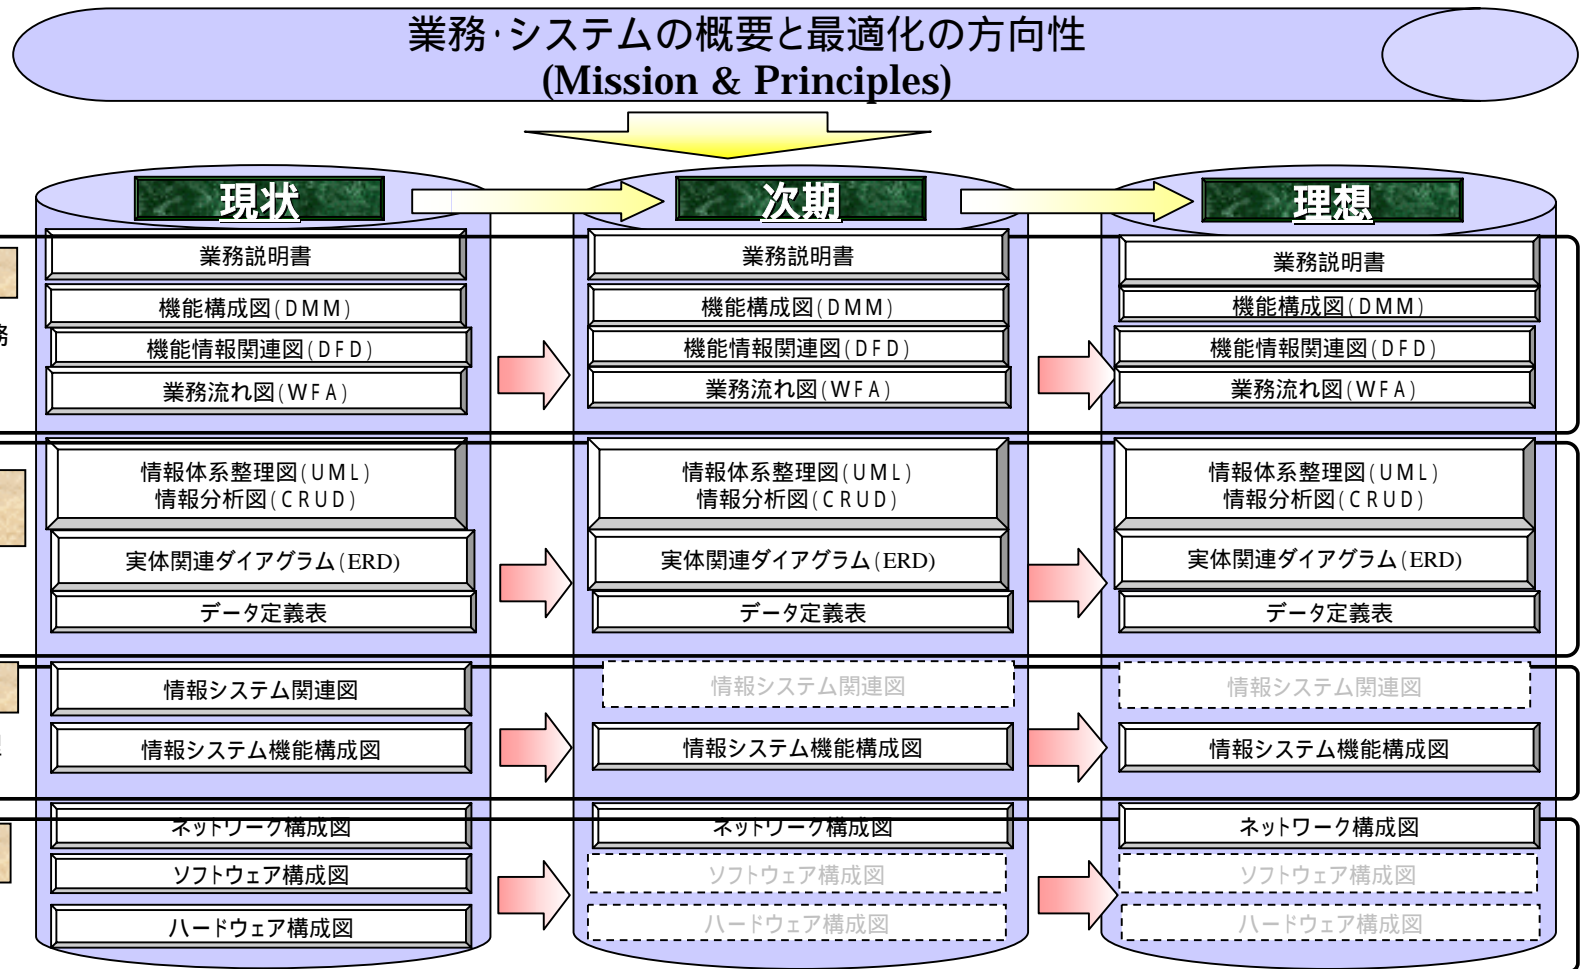 業務・システムの概要と最適化の方向性
(Mission & Principles)
現状
次期
理想
業務説明書
業務説明書
業務説明書
機能構成図(DMM)
機能構成図(DMM)
機能構成図(DMM)
務
機能情報関連図(DFD)
機能情報関連図(DFD)
機能情報関連図(DFD)
業務流れ図(WFA)
業務流れ図(WFA)
業務流れ図(WFA)
情報体系整理図(UML)
情報分析図(CRUD)
情報体系整理図(UML)
情報分析図(CRUD)
情報体系整理図(UML)
情報分析図(CRUD)
実体関連ダイアグラム(ERD)
実体関連ダイアグラム(ERD)
実体関連ダイアグラム(ERD)
データ定義表
データ定義表
データ定義表
情報システム関連図
情報システム関連図
情報システム関連図
情報システム機能構成図
情報システム機能構成図
情報システム機能構成図
ネットワーク構成図
ネットワーク構成図
ネットワーク構成図
ソフトウェア構成図
ソフトウェア構成図
ソフトウェア構成図
ハードウェア構成図
ハードウェア構成図
ハードウェア構成図